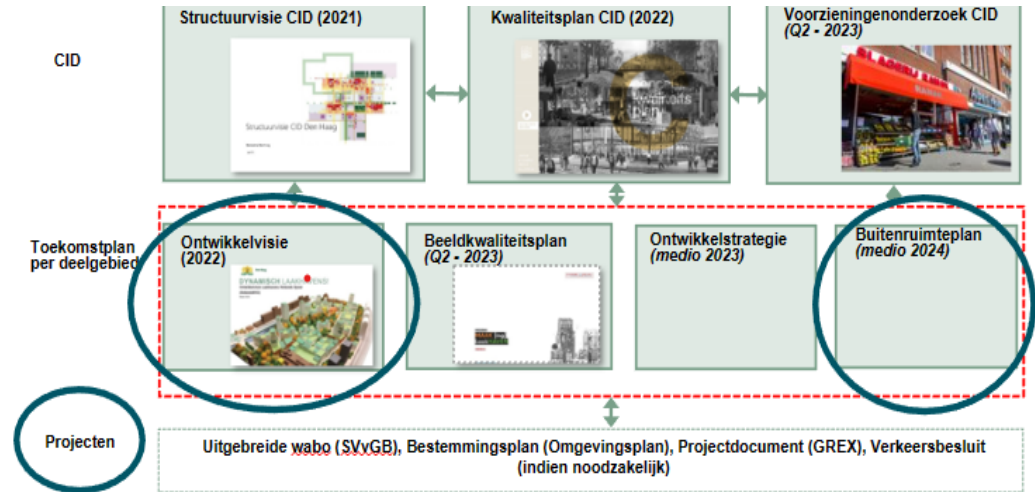 Structuurvisie CID (2021)
Kwaliteitsplan CID (2022)
Voorzieningenonderzoek CID
(Q2 - 2023)
CID
Structuurvisie CID Den Haag
Toekomstplan
per deelgebied
Ontwikkelvisie
(2022)
DYNAMISCH LAAKHAVENS!
Beeldkwaliteitsplan
(Q2 - 2023)
Ontwikkelstrategie
(medio 2023)
Buitenruimteplan
(medio 2024)
Projecten
Uitgebreide wabo (SVvGB), Bestemmingsplan (Omgevingsplan), Projectdocument (GREX), Verkeersbesluit
(indien noodzakelijk)